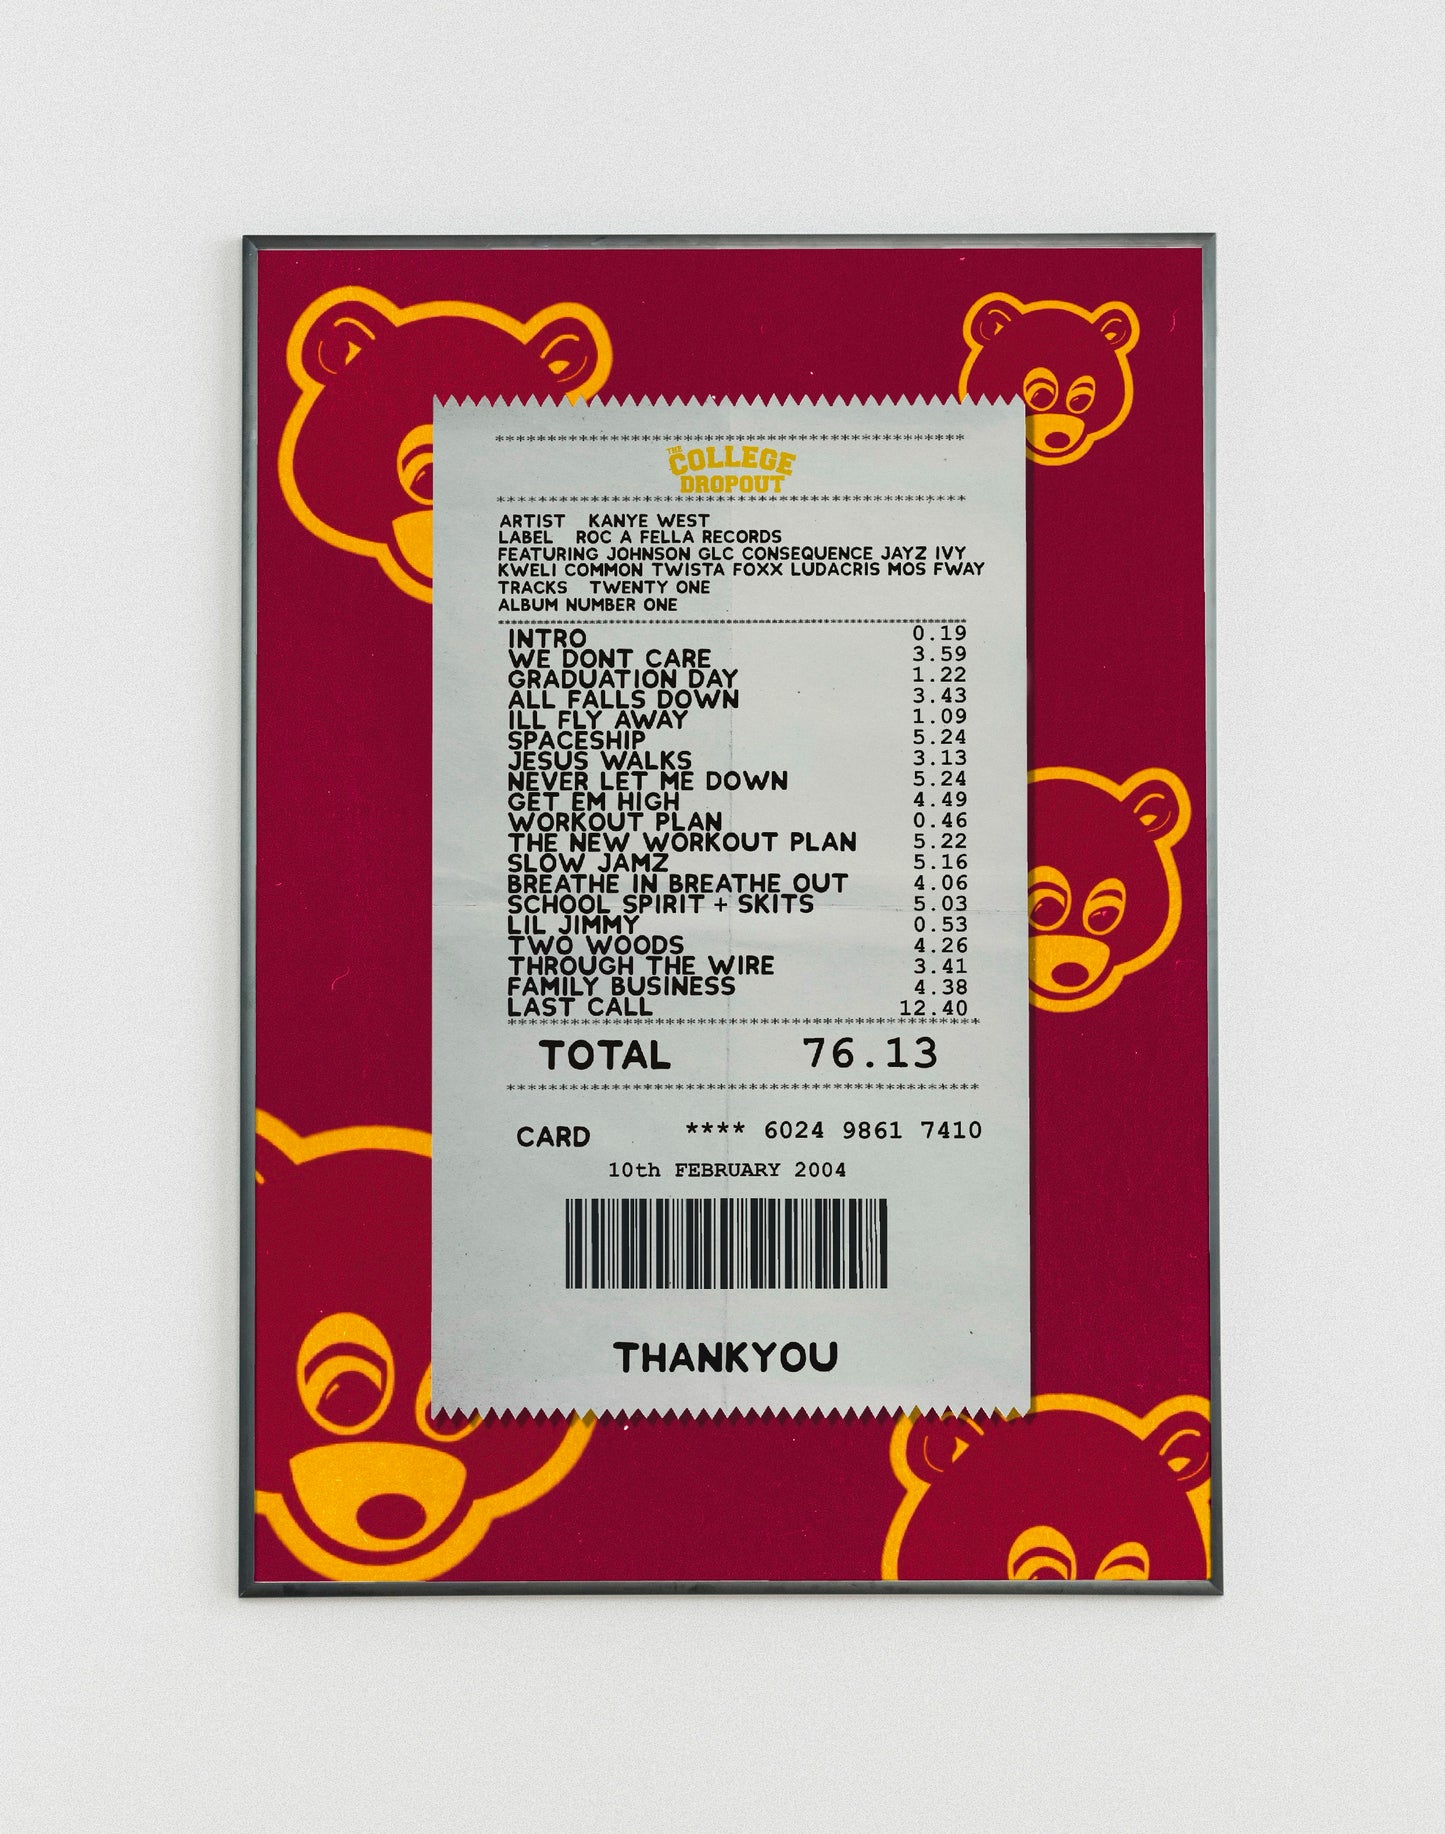 ****************************************
THE
COLLEGE
DROPOUT
****************************************
ARTIST KANYE WEST
LABEL ROC A FELLA RECORDS
FEATURING JOHNSON GLC CONSEQUENCE JAYZ IVY
KWELI COMMON TWISTA FOXX LUDACRIS MOS FWAY
TRACKS TWENTY ONE
ALBUM NUMBER ONE
****************************************
INTRO 0.19
WE DONT CARE 3.59
GRADUATION DAY 1.22
ALL FALLS DOWN 3.43
ILL FLY AWAY 1.09
SPACESHIP 5.24
JESUS WALKS 3.13
NEVER LET ME DOWN 5.24
GET EM HIGH 4.49
WORKOUT PLAN 0.46
THE NEW WORKOUT PLAN 5.22
SLOW JAMZ 5.16
BREATHE IN BREATHE OUT 4.06
SCHOOL SPIRIT + SKITS 5.03
LIL JIMMY 0.53
TWO WOODS 4.26
THROUGH THE WIRE 3.41
FAMILY BUSINESS 4.38
LAST CALL 12.40
****************************************
TOTAL 76.13
****************************************
CARD **** 6024 9861 7410
10th FEBRUARY 2004
THANKYOU